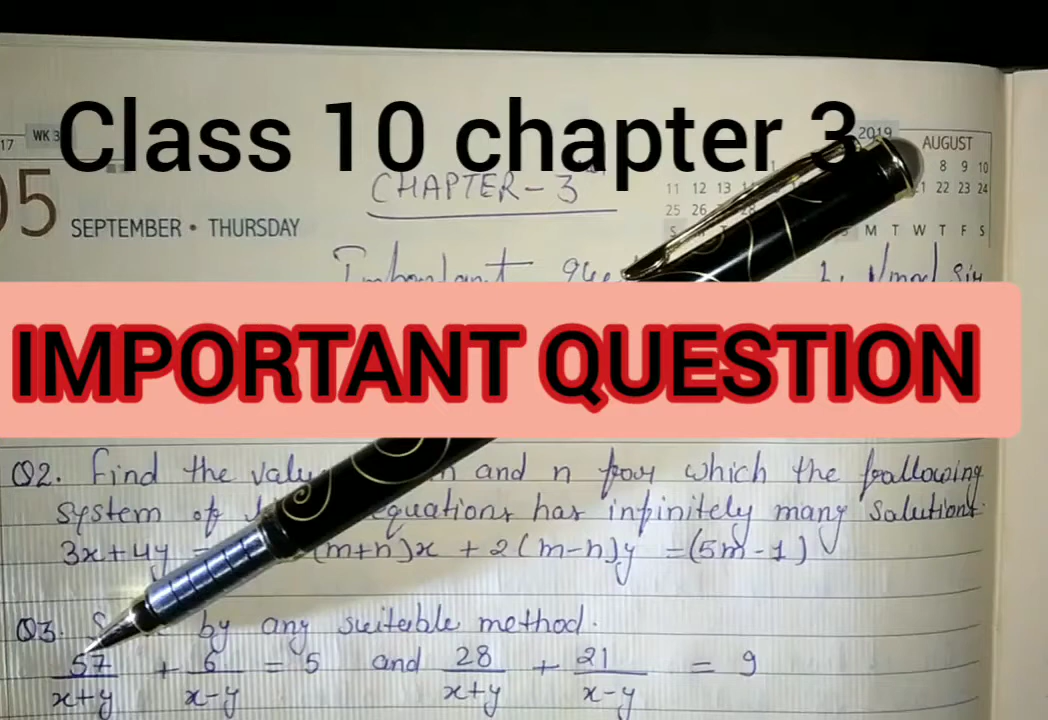 Class 10 chapter 3
17 WK 3 2019 AUGUST
CHAPTER-3
8 9 10
11 12 13
21 22 23 24
25 26 28
05 SEPTEMBER • THURSDAY
S M T W T F S
Important
IMPORTANT QUESTION
Q2. Find the and n for which the following
system of equations has infinitely many solutions.
3x+4y (m+n)x + 2(m-n)y = (5m-1)
Q3. by any suitable method.
57/x+y + 6/x-y = 5 and 28/x+y + 21/x-y = 9